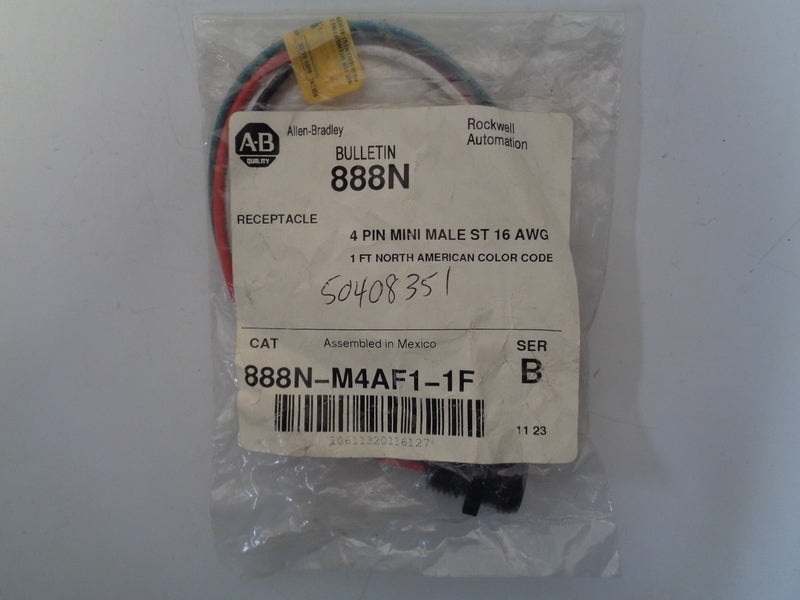 A-B
QUALITY
Allen-Bradley
Rockwell
Automation
BULLETIN
888N
RECEPTACLE
4 PIN MINI MALE ST 16 AWG
1 FT NORTH AMERICAN COLOR CODE
50408351
CAT
Assembled in Mexico
SER
888N-M4AF1-1F
B
10611320116127
11 23